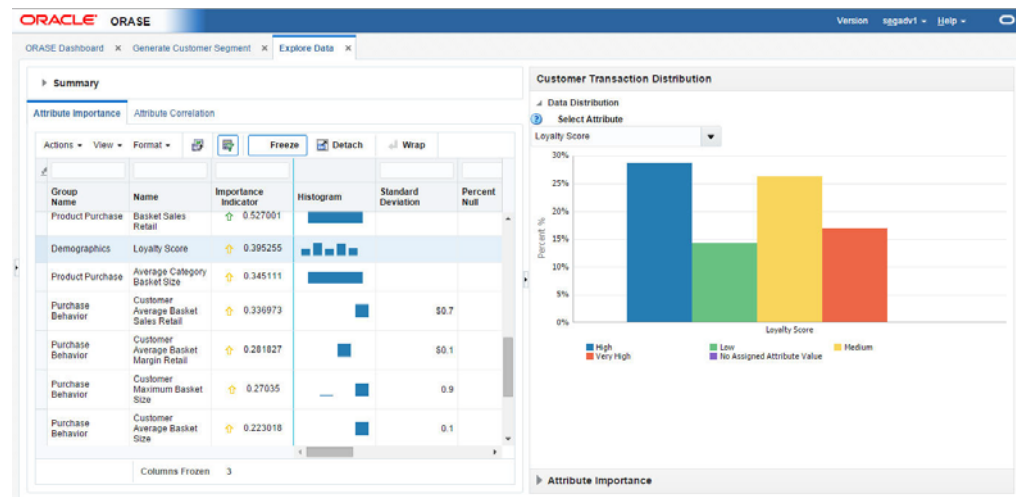 ORACLE ORASE
Version segadv1 Help
ORASE Dashboard × Generate Customer Segment × Explore Data ×
Summary
Attribute Importance Attribute Correlation
Actions View Format Freeze Detach Wrap
Group Name Name Importance Indicator Histogram Standard Deviation Percent Null
Product Purchase Basket Sales Retail 0.527001
Demographics Loyalty Score 0.395255
Product Purchase Average Category Basket Size 0.345111
Purchase Behavior Customer Average Basket Sales Retail 0.336973 $0.7
Purchase Behavior Customer Average Basket Margin Retail 0.281827 $0.1
Purchase Behavior Customer Maximum Basket Size 0.27035 0.9
Purchase Behavior Customer Average Basket Size 0.223018 0.1
Columns Frozen 3
Customer Transaction Distribution
Data Distribution
Select Attribute
Loyalty Score
30%
25%
20%
15%
10%
5%
0%
Percent %
Loyalty Score
High Low Medium
Very High No Assigned Attribute Value
Attribute Importance